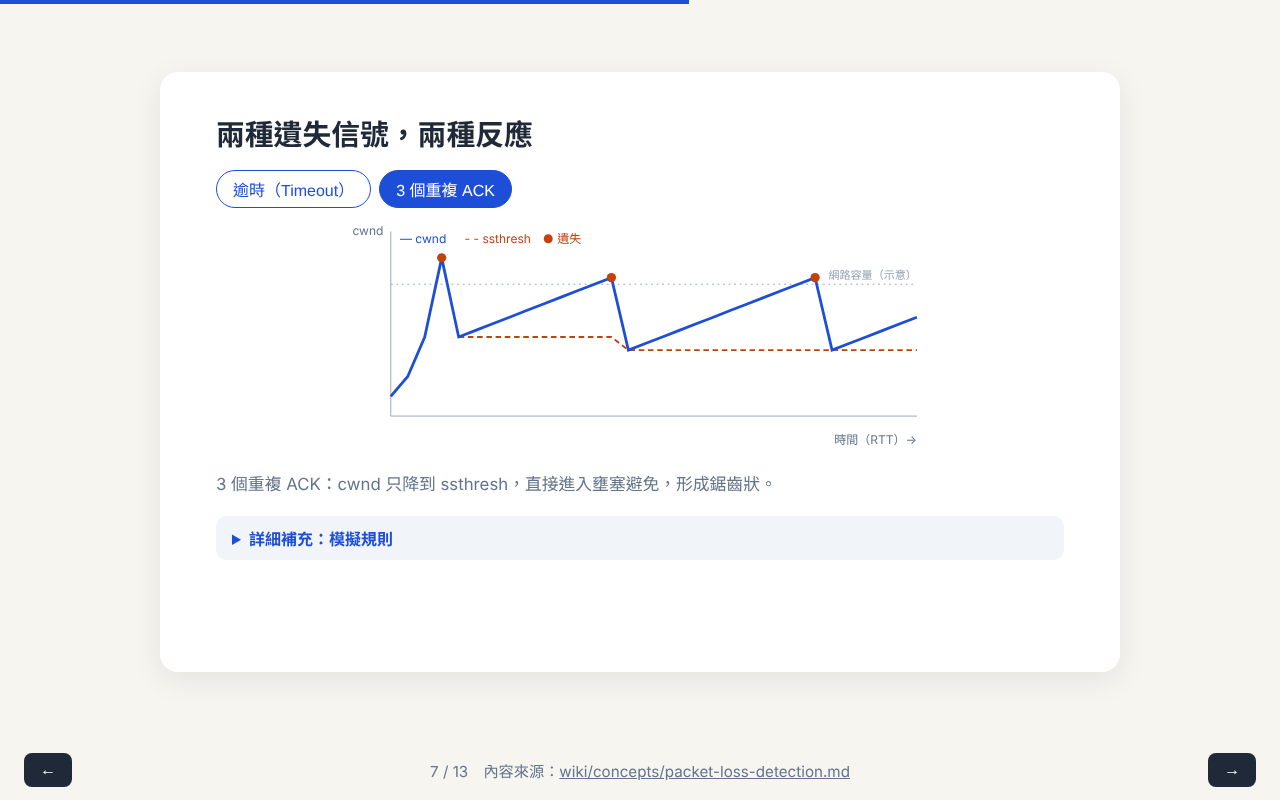 兩種遺失信號，兩種反應
逾時（Timeout）
3 個重複 ACK
cwnd
— cwnd
- - ssthresh
● 遺失
網路容量（示意）
時間（RTT）→
3 個重複 ACK：cwnd 只降到 ssthresh，直接進入壅塞避免，形成鋸齒狀。
▶ 詳細補充：模擬規則
←
7 / 13 內容來源：wiki/concepts/packet-loss-detection.md
→